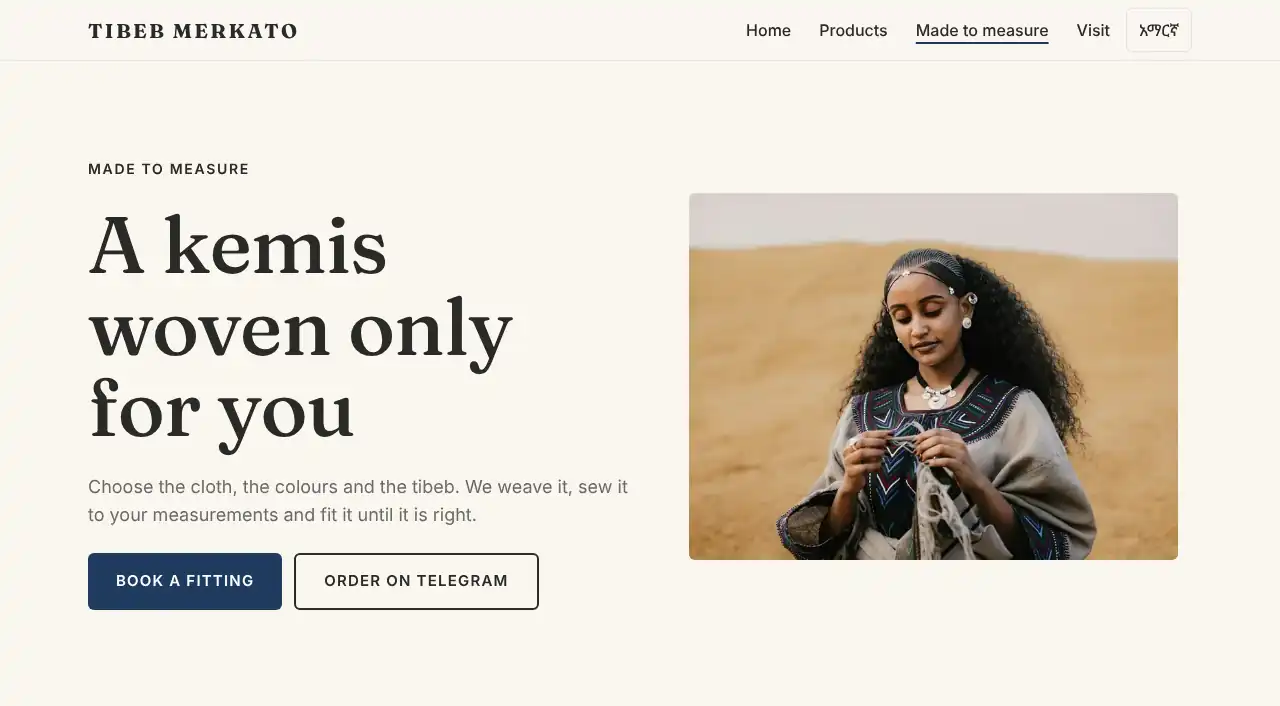 TIBEB MERKATO
Home
Products
Made to measure
Visit
አማርኛ
MADE TO MEASURE
A kemis
woven only
for you
Choose the cloth, the colours and the tibeb. We weave it, sew it
to your measurements and fit it until it is right.
BOOK A FITTING
ORDER ON TELEGRAM